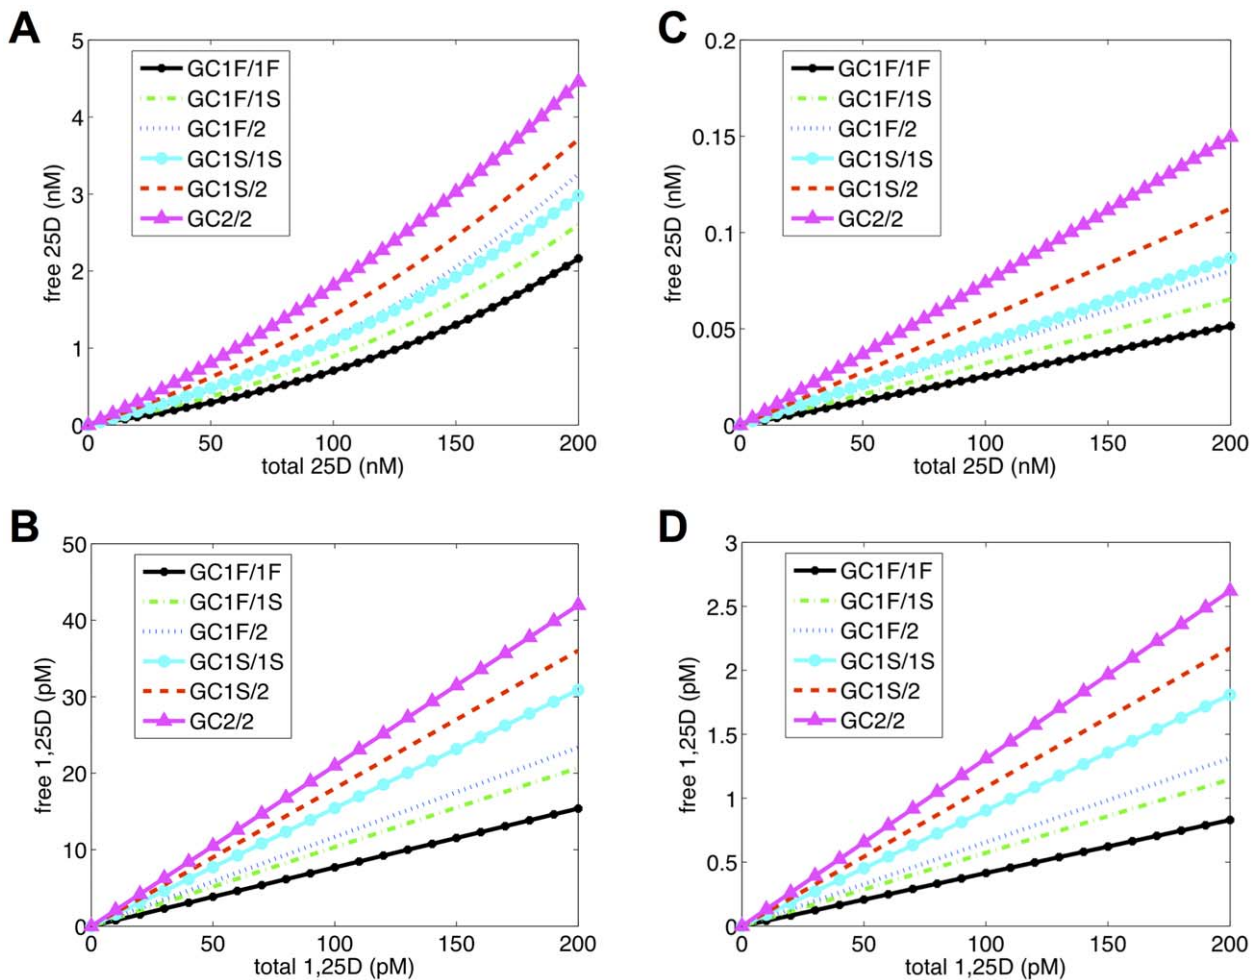 A
5
4
3
2
1
0
free 25D (nM)
GC1F/1F
GC1F/1S
GC1F/2
GC1S/1S
GC1S/2
GC2/2
0 50 100 150 200
total 25D (nM)
C
0.2
0.15
0.1
0.05
0
free 25D (nM)
GC1F/1F
GC1F/1S
GC1F/2
GC1S/1S
GC1S/2
GC2/2
0 50 100 150 200
total 25D (nM)
B
50
40
30
20
10
0
free 1,25D (pM)
GC1F/1F
GC1F/1S
GC1F/2
GC1S/1S
GC1S/2
GC2/2
0 50 100 150 200
total 1,25D (pM)
D
3
2.5
2
1.5
1
0.5
0
free 1,25D (pM)
GC1F/1F
GC1F/1S
GC1F/2
GC1S/1S
GC1S/2
GC2/2
0 50 100 150 200
total 1,25D (pM)